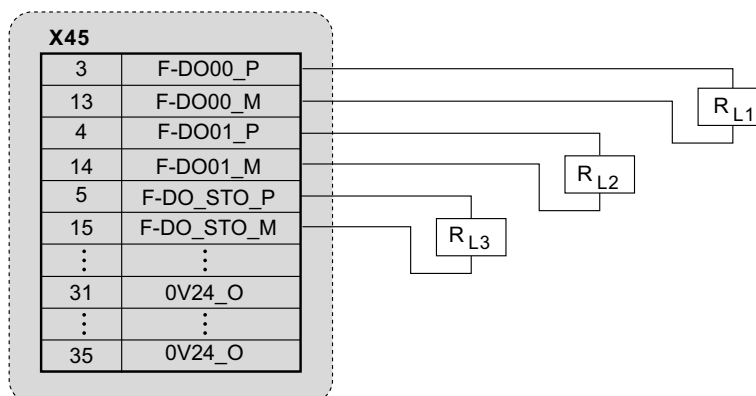 X45
3 F-DO00_P
13 F-DO00_M
4 F-DO01_P
14 F-DO01_M
5 F-DO_STO_P
15 F-DO_STO_M
⋮ ⋮
31 0V24_O
⋮ ⋮
35 0V24_O
RL1
RL2
RL3